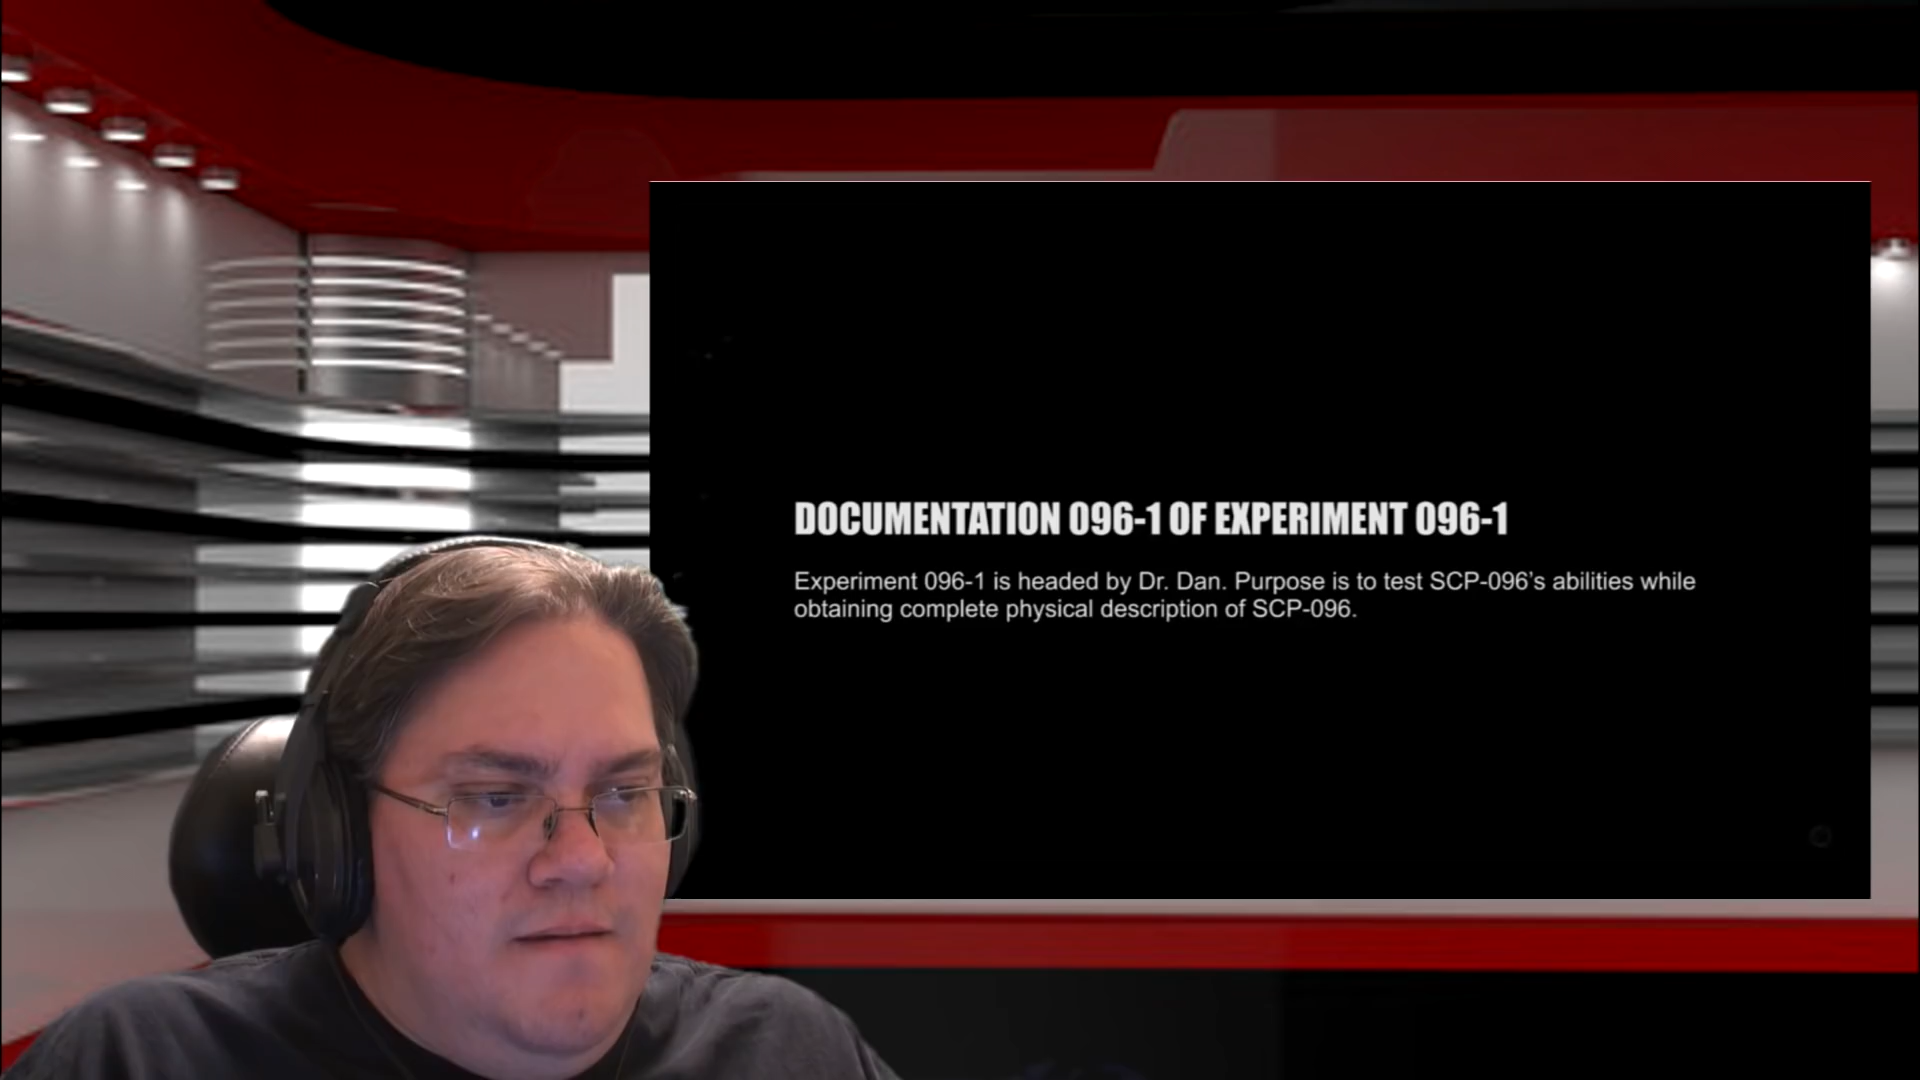 DOCUMENTATION 096-1 OF EXPERIMENT 096-1
Experiment 096-1 is headed by Dr. Dan. Purpose is to test SCP-096’s abilities while
obtaining complete physical description of SCP-096.